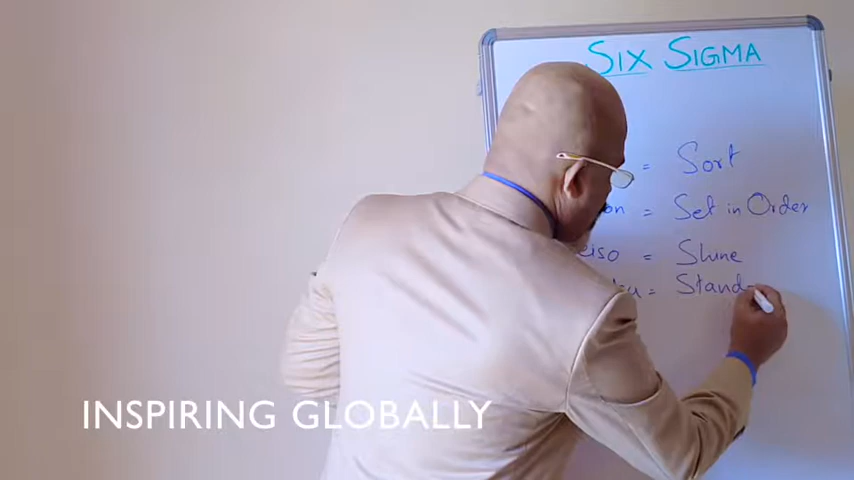 SIX SIGMA
= Sort
= Set in Order
= Shine
= Stand
INSPIRING GLOBALLY